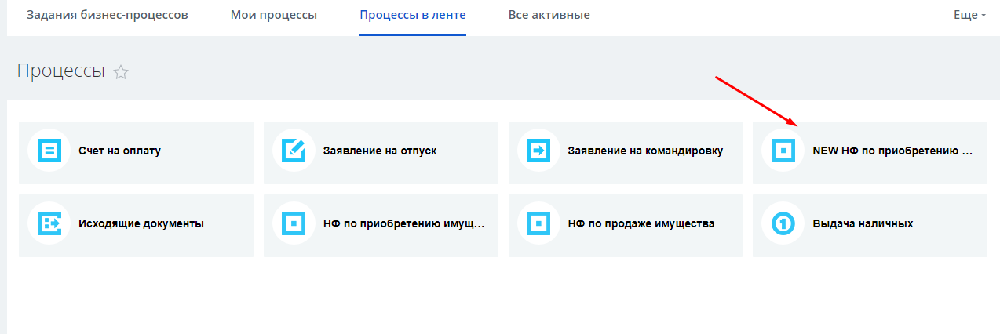 Задания бизнес-процессов
Мои процессы
Процессы в ленте
Все активные
Еще
Процессы
Счет на оплату
Заявление на отпуск
Заявление на командировку
NEW НФ по приобретению ...
Исходящие документы
НФ по приобретению имущ...
НФ по продаже имущества
1
Выдача наличных